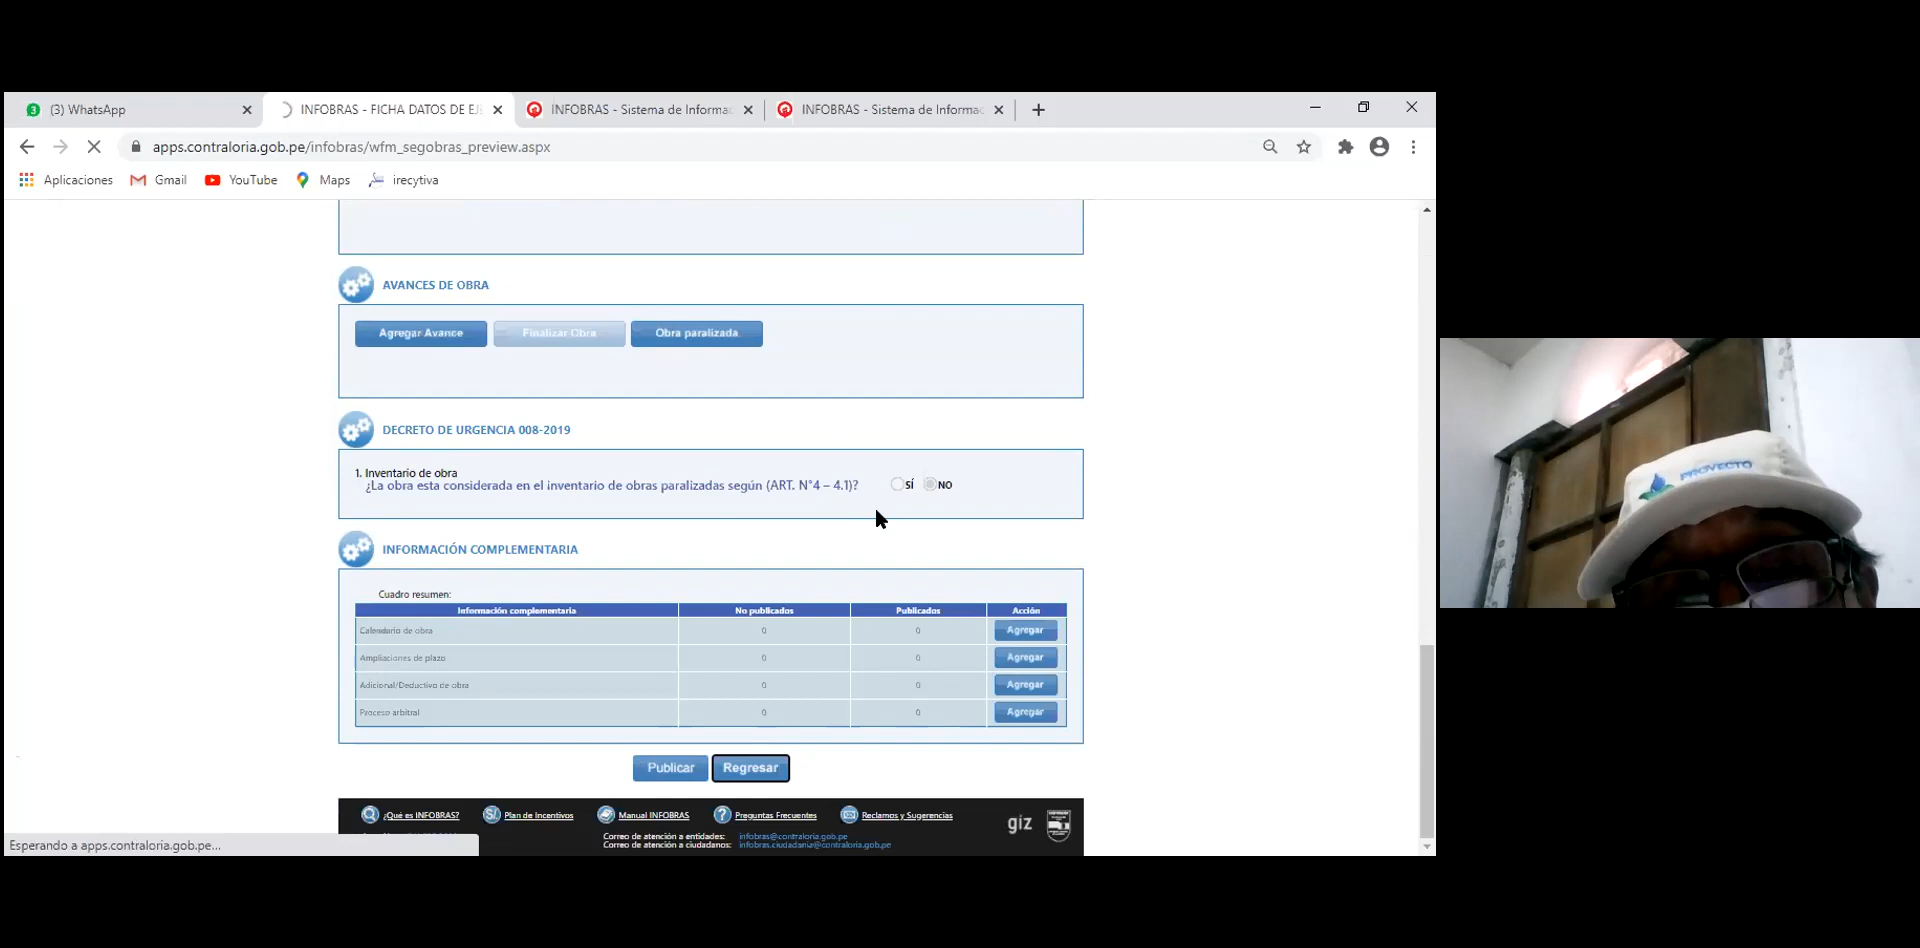 (3) WhatsApp
INFOBRAS - FICHA DATOS DE EJE
INFOBRAS - Sistema de Informac
INFOBRAS - Sistema de Informac
apps.contraloria.gob.pe/infobras/wfm_segobras_preview.aspx
Aplicaciones Gmail YouTube Maps irecytiva
AVANCES DE OBRA
Agregar Avance Finalizar Obra Obra paralizada
DECRETO DE URGENCIA 008-2019
1. Inventario de obra
¿La obra esta considerada en el inventario de obras paralizadas según (ART. N°4 – 4.1)? SÍ NO
INFORMACIÓN COMPLEMENTARIA
Cuadro resumen:
Información complementaria No publicados Publicados Acción
Calendario de obra 0 0 Agregar
Ampliaciones de plazo 0 0 Agregar
Adicional/Deductivo de obra 0 0 Agregar
Proceso arbitral 0 0 Agregar
Publicar Regresar
¿Qué es INFOBRAS? Plan de Incentivos Manual INFOBRAS Preguntas Frecuentes Reclamos y Sugerencias
giz
Correo de atención a entidades: infobras@contraloria.gob.pe
Correo de atención a ciudadanos: infobras.ciudadania@contraloria.gob.pe
Esperando a apps.contraloria.gob.pe...
PROYECTO